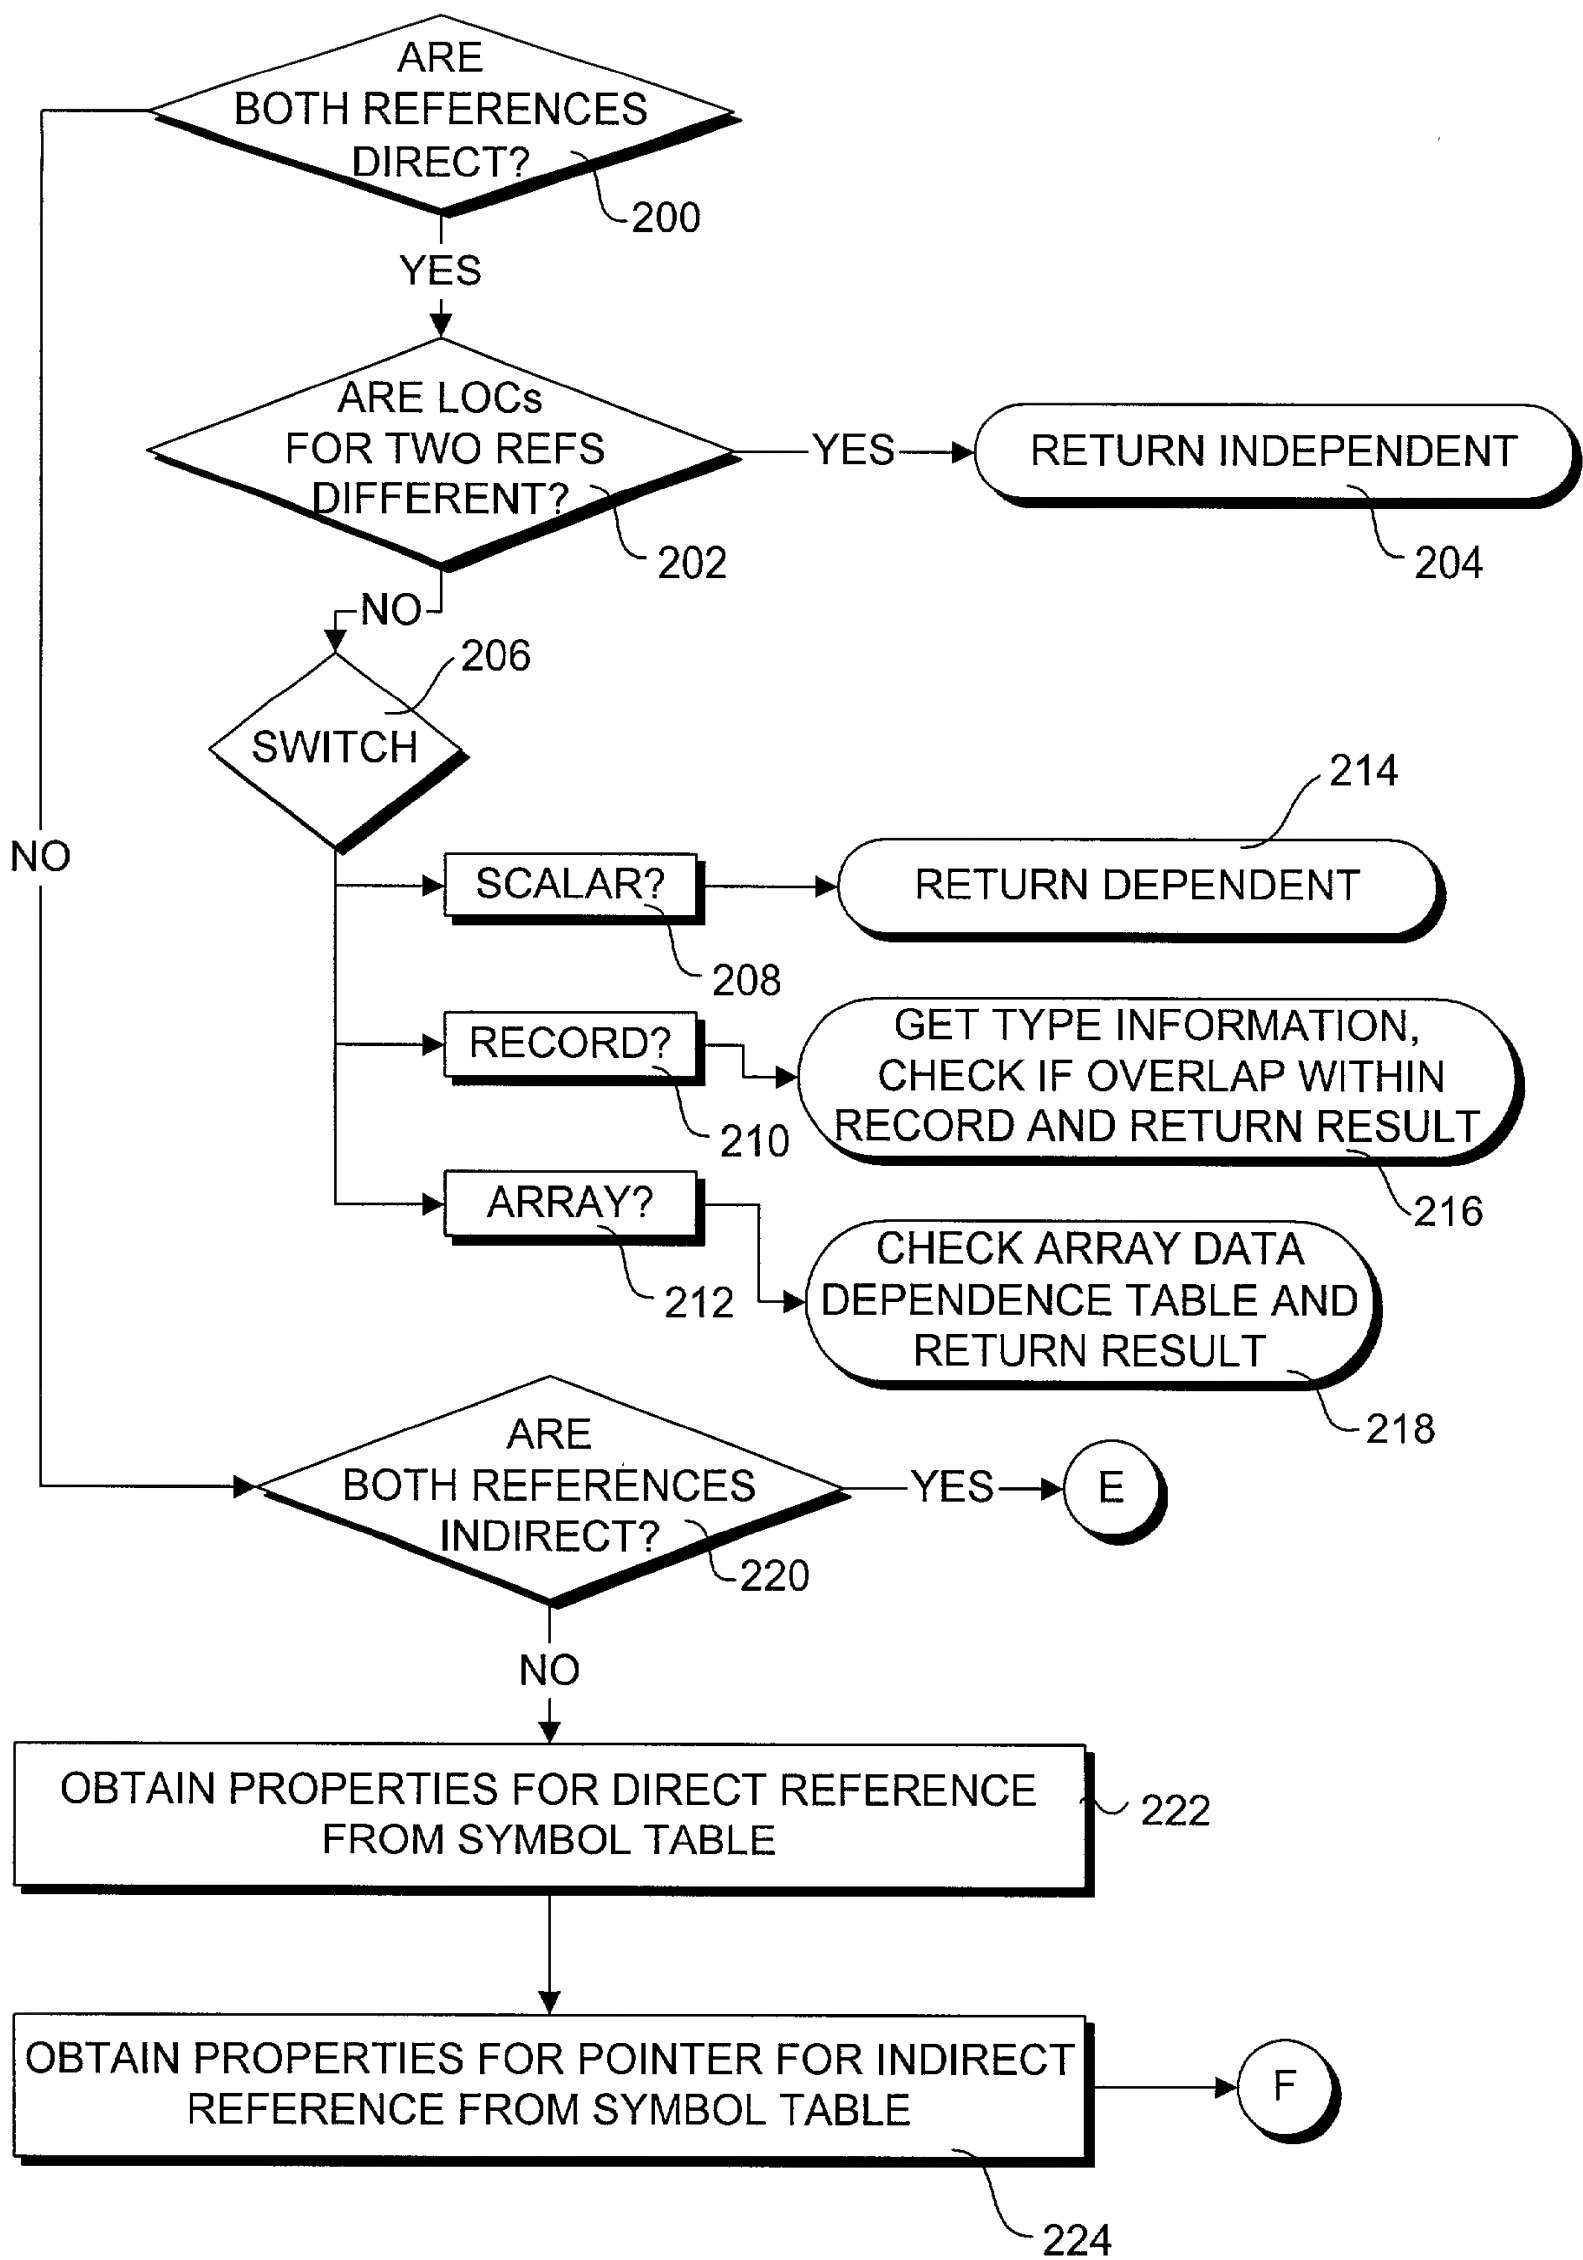 ARE
BOTH REFERENCES
DIRECT?
200
YES
ARE LOCs
FOR TWO REFS
DIFFERENT?
202
YES
RETURN INDEPENDENT
204
NO
206
SWITCH
NO
SCALAR?
208
214
RETURN DEPENDENT
RECORD?
210
GET TYPE INFORMATION,
CHECK IF OVERLAP WITHIN
RECORD AND RETURN RESULT
216
ARRAY?
212
CHECK ARRAY DATA
DEPENDENCE TABLE AND
RETURN RESULT
218
ARE
BOTH REFERENCES
INDIRECT?
220
YES
E
NO
OBTAIN PROPERTIES FOR DIRECT REFERENCE
FROM SYMBOL TABLE
222
OBTAIN PROPERTIES FOR POINTER FOR INDIRECT
REFERENCE FROM SYMBOL TABLE
224
F